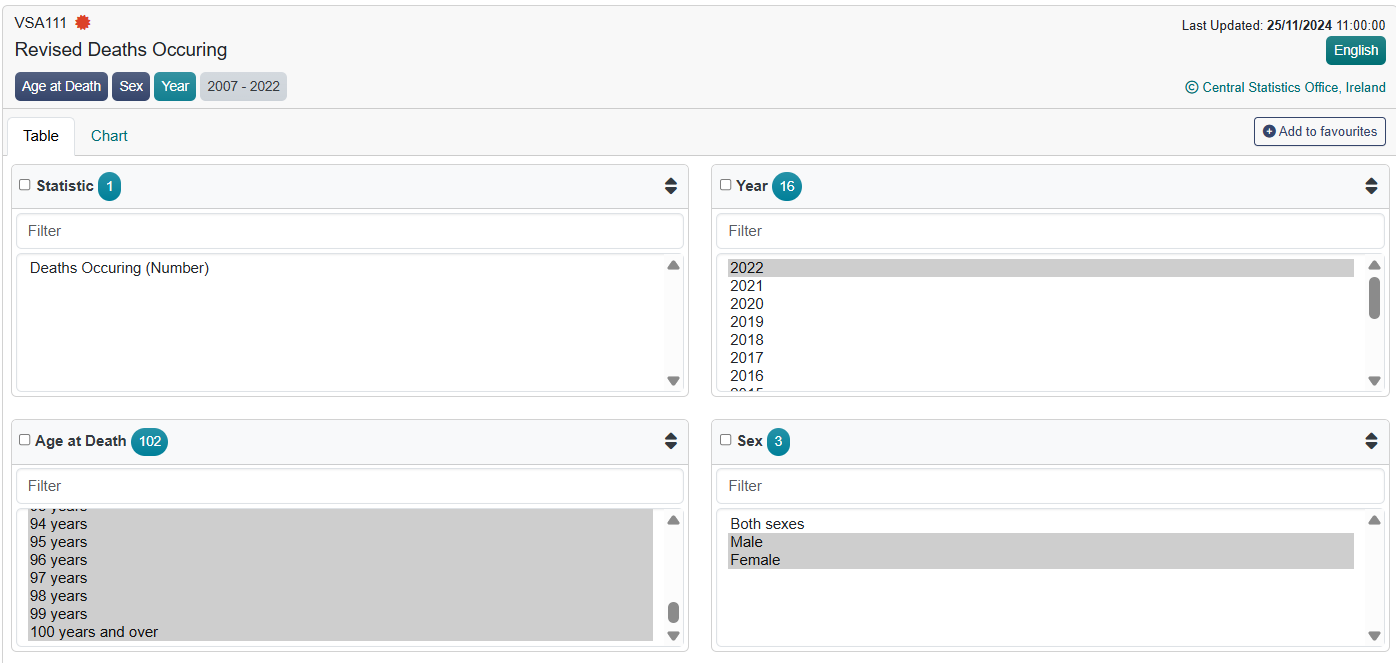 VSA111
Last Updated: 25/11/2024 11:00:00
Revised Deaths Occuring
English
Age at Death Sex Year 2007 - 2022
© Central Statistics Office, Ireland
Table Chart
Add to favourites
Statistic 1
Filter
Deaths Occuring (Number)
Year 16
Filter
2022
2021
2020
2019
2018
2017
2016
Age at Death 102
Filter
94 years
95 years
96 years
97 years
98 years
99 years
100 years and over
Sex 3
Filter
Both sexes
Male
Female